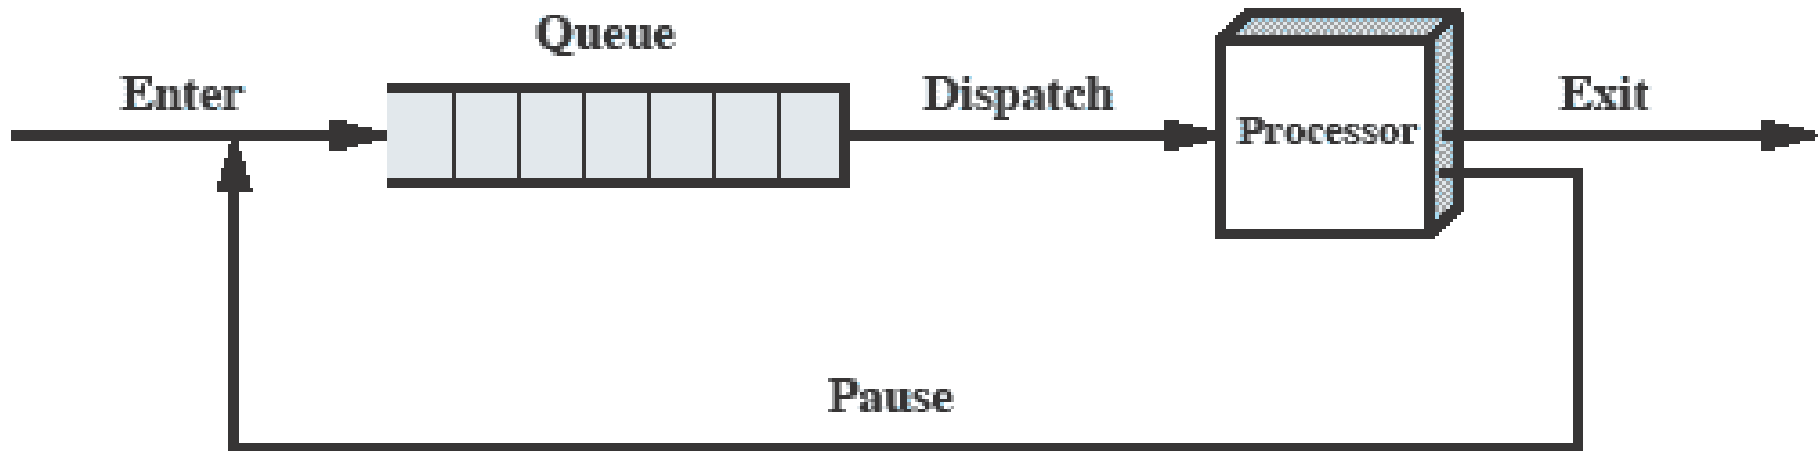 Queue
Enter
Dispatch
Processor
Exit
Pause